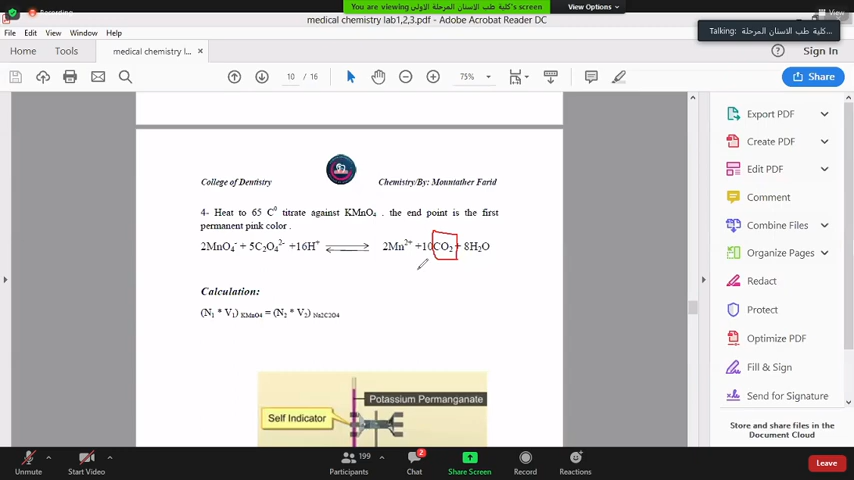 Recording
You are viewing كلية طب الاسنان المرحلة الاولى's screen
View Options
View
medical chemistry lab1,2,3.pdf - Adobe Acrobat Reader DC
Talking: كلية طب الاسنان المرحلة...
File Edit View Window Help
Home Tools medical chemistry l... × Sign In
10 / 16 75% Share
Export PDF
Create PDF
Edit PDF
Comment
Combine Files
Organize Pages
Redact
Protect
Optimize PDF
Fill & Sign
Send for Signature
Store and share files in the
Document Cloud
College of Dentistry Chemistry/By: Mountather Farid
4- Heat to 65 C⁰ titrate against KMnO₄ . the end point is the first
permanent pink color .
2MnO₄⁻ + 5C₂O₄²⁻ +16H⁺ ⇌ 2Mn²⁺ +10CO₂ + 8H₂O
Calculation:
(N₁ * V₁) KMNO4 = (N₂ * V₂) Na2C2O4
Potassium Permanganate
Self Indicator
Unmute Start Video Participants 199 Chat 2 Share Screen Record Reactions Leave